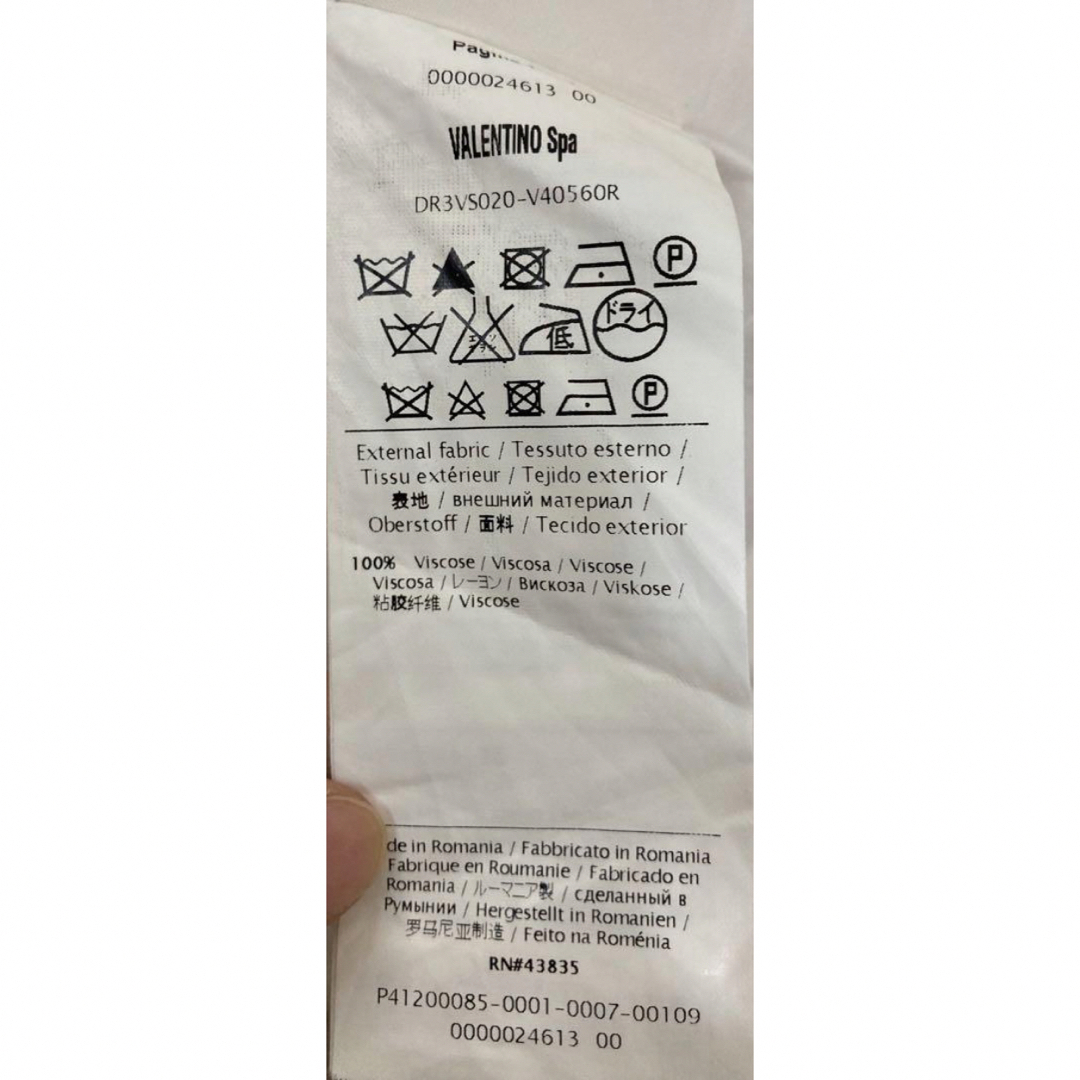 0000024613 00
VALENTINO Spa
DR3VS020-V40560R
P
ドライ
低
P
External fabric / Tessuto esterno /
Tissu extérieur / Tejido exterior /
表地 / внешний материал /
Oberstoff / 面料 / Tecido exterior
100% Viscose / Viscosa / Viscose /
Viscosa / レーヨン / Вискоза / Viskose /
粘胶纤维 / Viscose
de in Romania / Fabbricato in Romania
Fabrique en Roumanie / Fabricado en
Romania / ルーマニア製 / сделанный в
Румынии / Hergestellt in Romanien /
罗马尼亚制造 / Feito na Roménia
RN#43835
P41200085-0001-0007-00109
0000024613 00